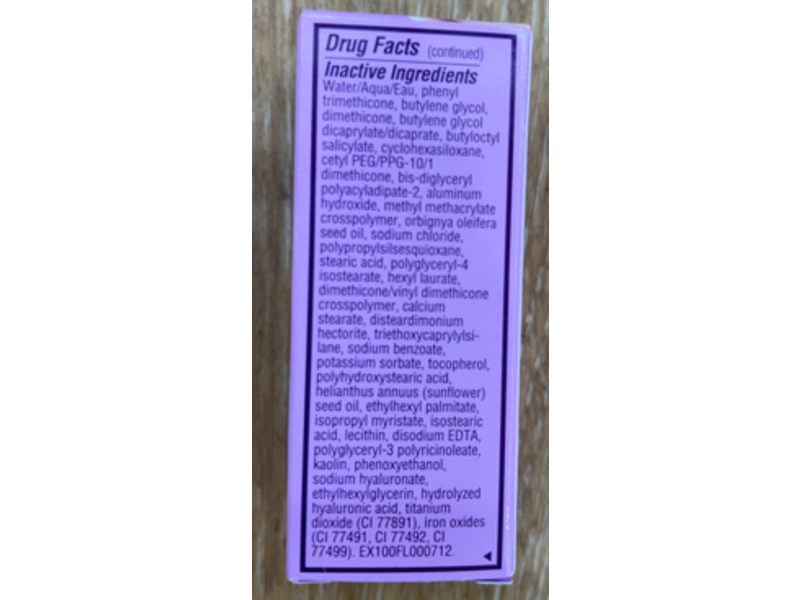 Drug Facts (continued)
Inactive Ingredients
Water/Aqua/Eau, phenyl
trimethicone, butylene glycol,
dimethicone, butylene glycol
dicaprylate/dicaprate, butyloctyl
salicylate, cyclohexasiloxane,
cetyl PEG/PPG-10/1
dimethicone, bis-diglyceryl
polyacyladipate-2, aluminum
hydroxide, methyl methacrylate
crosspolymer, orbignya oleifera
seed oil, sodium chloride,
polypropylsilsesquioxane,
stearic acid, polyglyceryl-4
isostearate, hexyl laurate,
dimethicone/vinyl dimethicone
crosspolymer, calcium
stearate, disteardimonium
hectorite, triethoxycaprylylsi-
lane, sodium benzoate,
potassium sorbate, tocopherol,
polyhydroxystearic acid,
helianthus annuus (sunflower)
seed oil, ethylhexyl palmitate,
isopropyl myristate, isostearic
acid, lecithin, disodium EDTA,
polyglyceryl-3 polyricinoleate,
kaolin, phenoxyethanol,
sodium hyaluronate,
ethylhexylglycerin, hydrolyzed
hyaluronic acid, titanium
dioxide (CI 77891), iron oxides
(CI 77491, CI 77492, CI
77499). EX100FL000712.